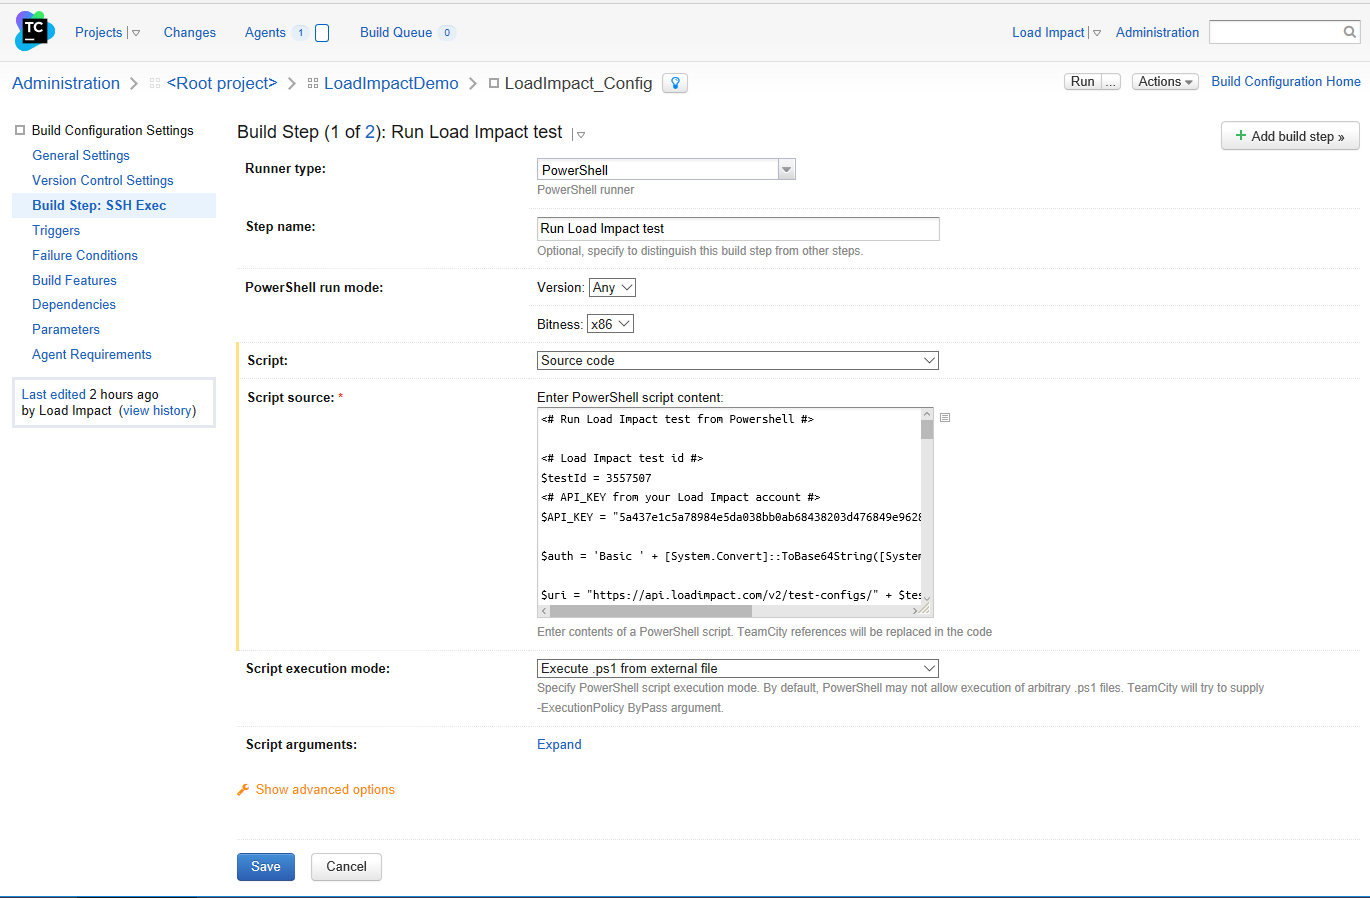 TC
Projects
Changes
Agents 1
Build Queue 0
Load Impact
Administration
Administration
<Root project>
LoadImpactDemo
LoadImpact_Config
Run ...
Actions
Build Configuration Home
Build Configuration Settings
General Settings
Version Control Settings
Build Step: SSH Exec
Triggers
Failure Conditions
Build Features
Dependencies
Parameters
Agent Requirements
Last edited 2 hours ago
by Load Impact (view history)
Build Step (1 of 2): Run Load Impact test
+ Add build step »
Runner type:
PowerShell
PowerShell runner
Step name:
Run Load Impact test
Optional, specify to distinguish this build step from other steps.
PowerShell run mode:
Version: Any
Bitness: x86
Script:
Source code
Script source: *
Enter PowerShell script content:
<# Run Load Impact test from Powershell #>
<# Load Impact test id #>
$testId = 3557507
<# API_KEY from your Load Impact account #>
$API_KEY = "5a437e1c5a78984e5da038bb0ab68438203d476849e9628
$auth = 'Basic ' + [System.Convert]::ToBase64String([System
$uri = "https://api.loadimpact.com/v2/test-configs/" + $tes
Enter contents of a PowerShell script. TeamCity references will be replaced in the code
Script execution mode:
Execute .ps1 from external file
Specify PowerShell script execution mode. By default, PowerShell may not allow execution of arbitrary .ps1 files. TeamCity will try to supply
-ExecutionPolicy ByPass argument.
Script arguments:
Expand
Show advanced options
Save
Cancel